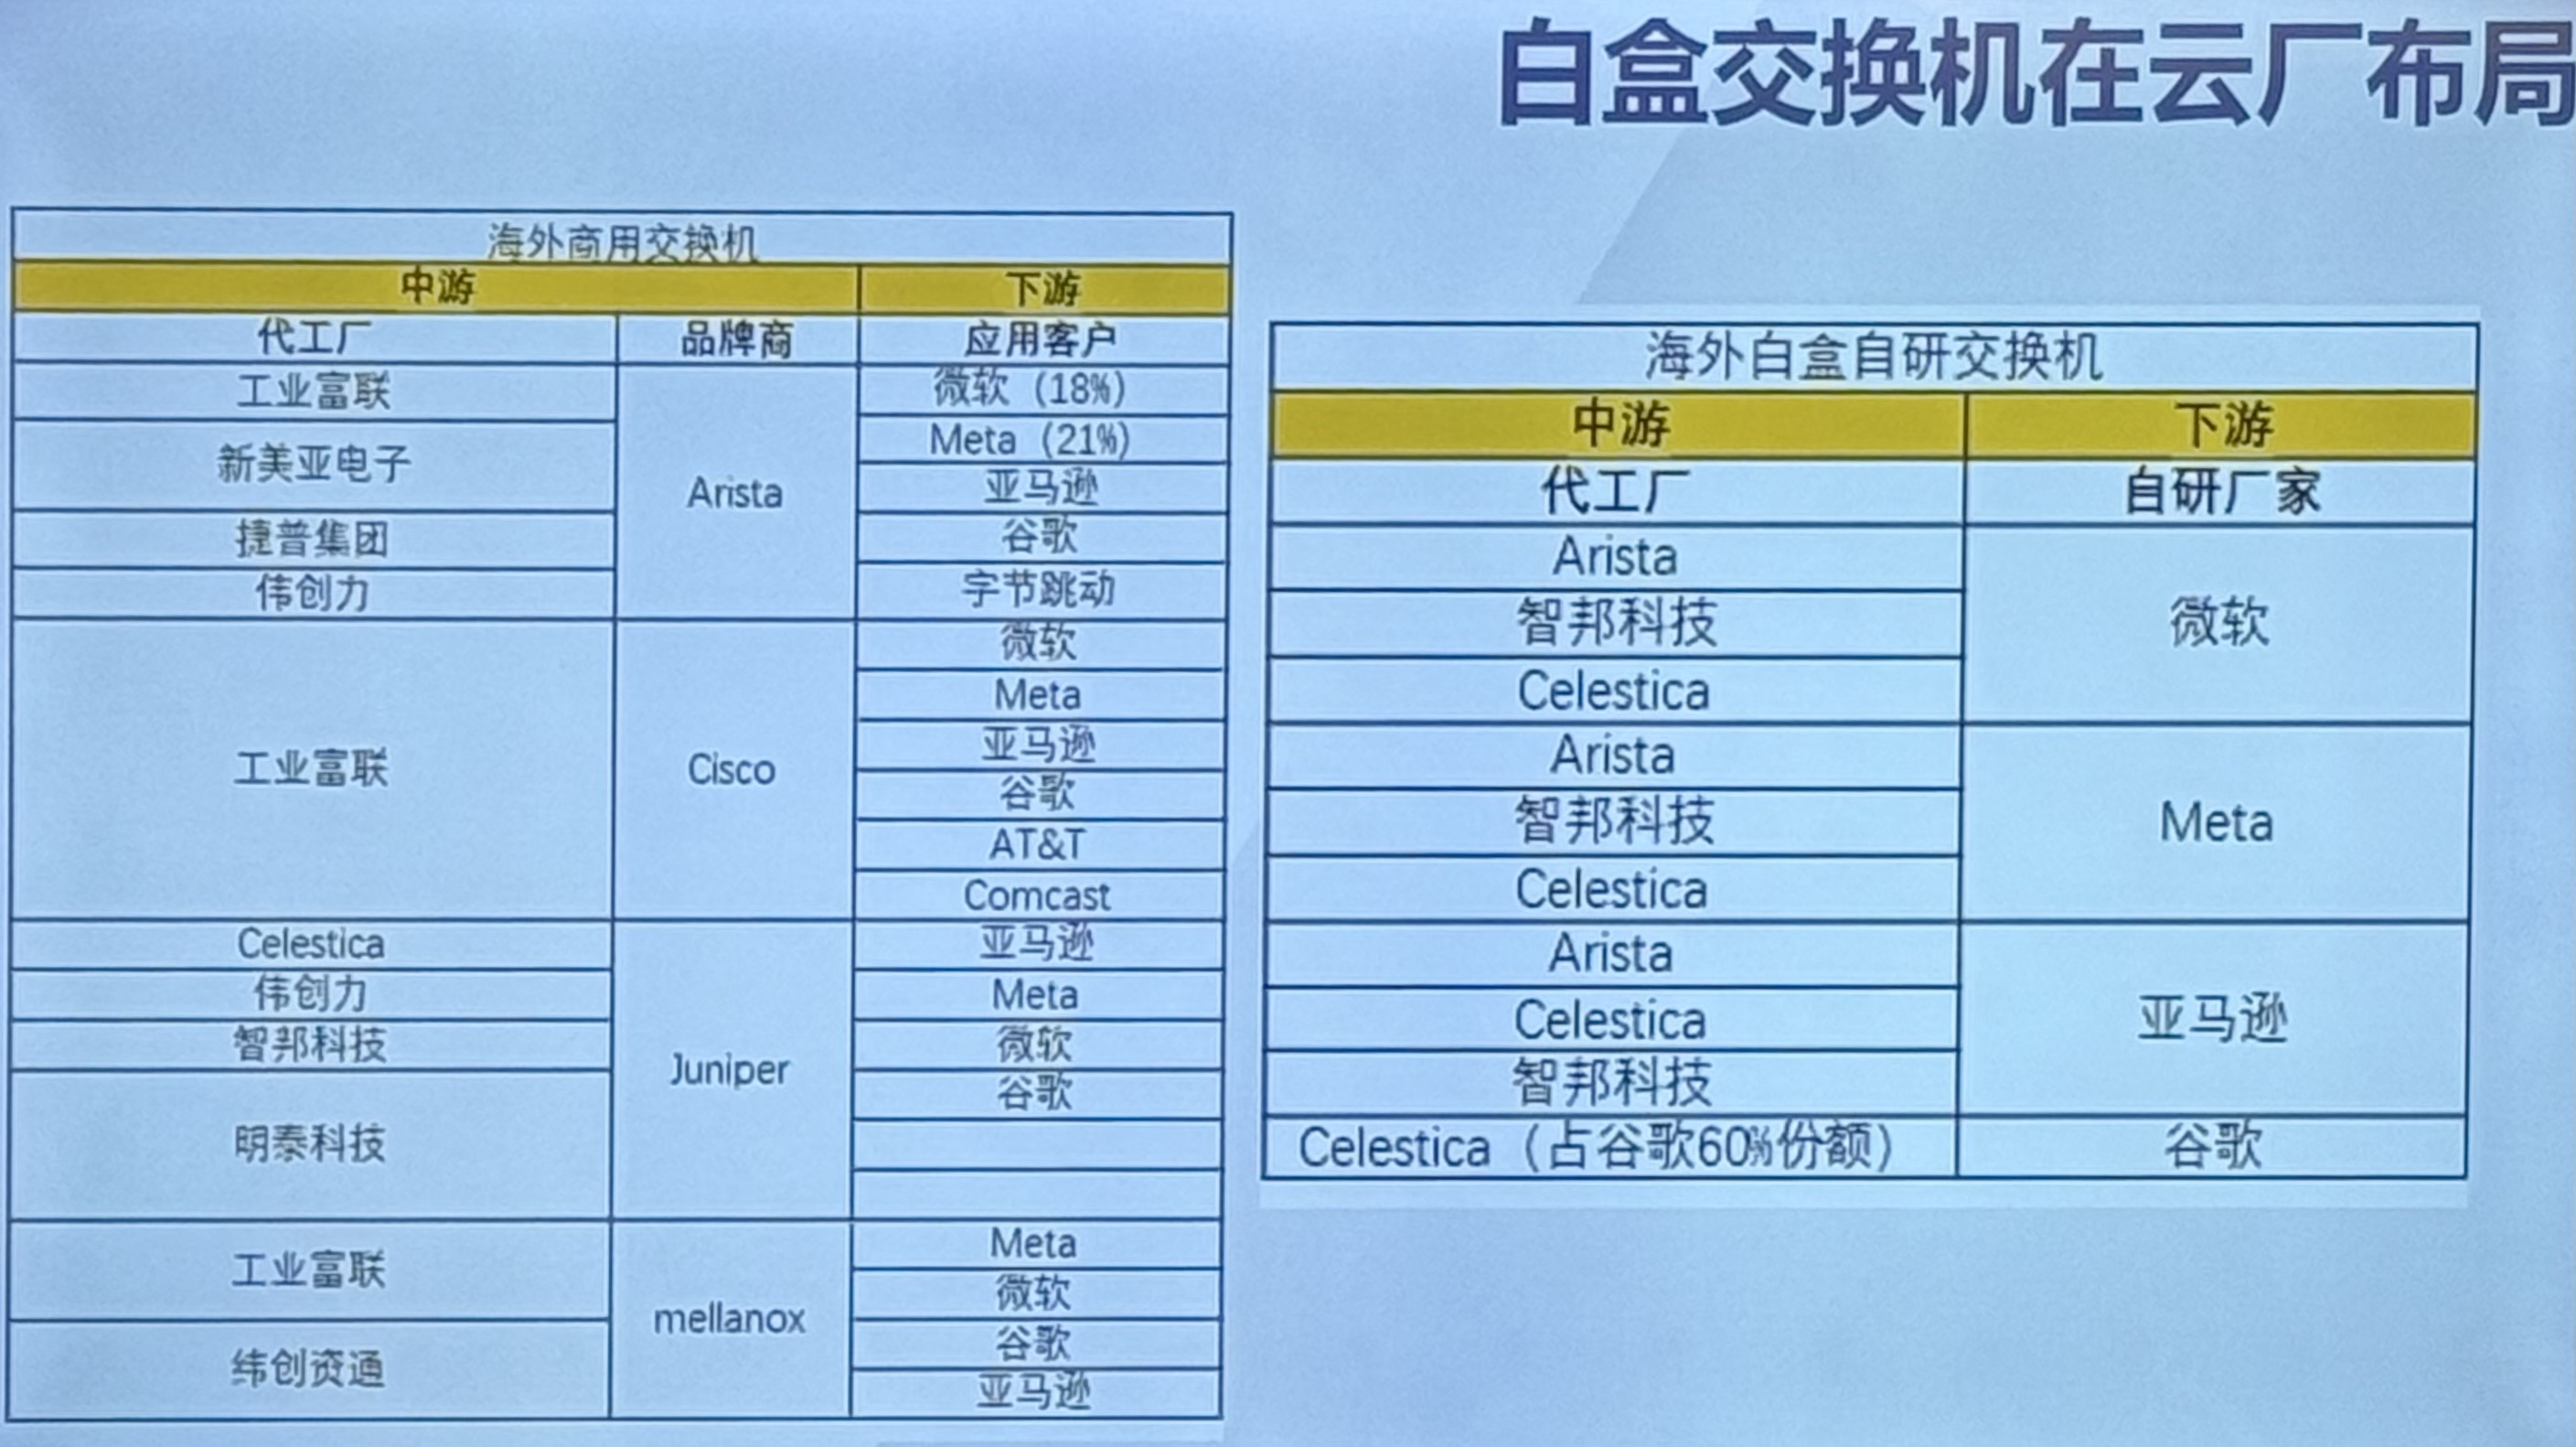 白盒交换机在云厂布局
海外商用交换机
中游 下游
代工厂 品牌商 应用客户
工业富联
新美亚电子
捷普集团
伟创力
Arista
微软（18%）
Meta（21%）
亚马逊
谷歌
字节跳动
工业富联
Cisco
微软
Meta
亚马逊
谷歌
AT&T
Comcast
Celestica
伟创力
智邦科技
明泰科技
Juniper
亚马逊
Meta
微软
谷歌
工业富联
纬创资通
mellanox
Meta
微软
谷歌
亚马逊
海外白盒自研交换机
中游 下游
代工厂 自研厂家
Arista
智邦科技
Celestica
微软
Arista
智邦科技
Celestica
Meta
Arista
Celestica
智邦科技
亚马逊
Celestica（占谷歌60%份额） 谷歌